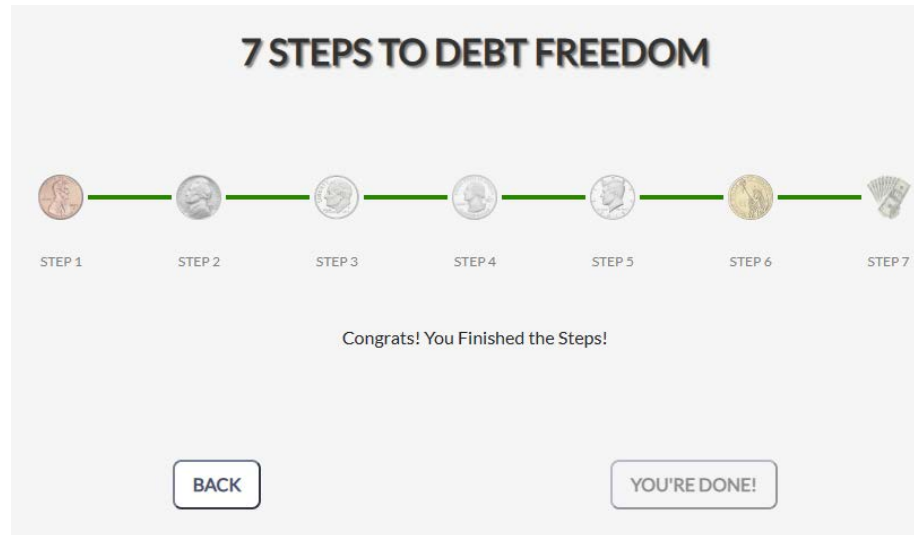 7 STEPS TO DEBT FREEDOM
STEP 1 STEP 2 STEP 3 STEP 4 STEP 5 STEP 6 STEP 7
Congrats! You Finished the Steps!
BACK YOU'RE DONE!